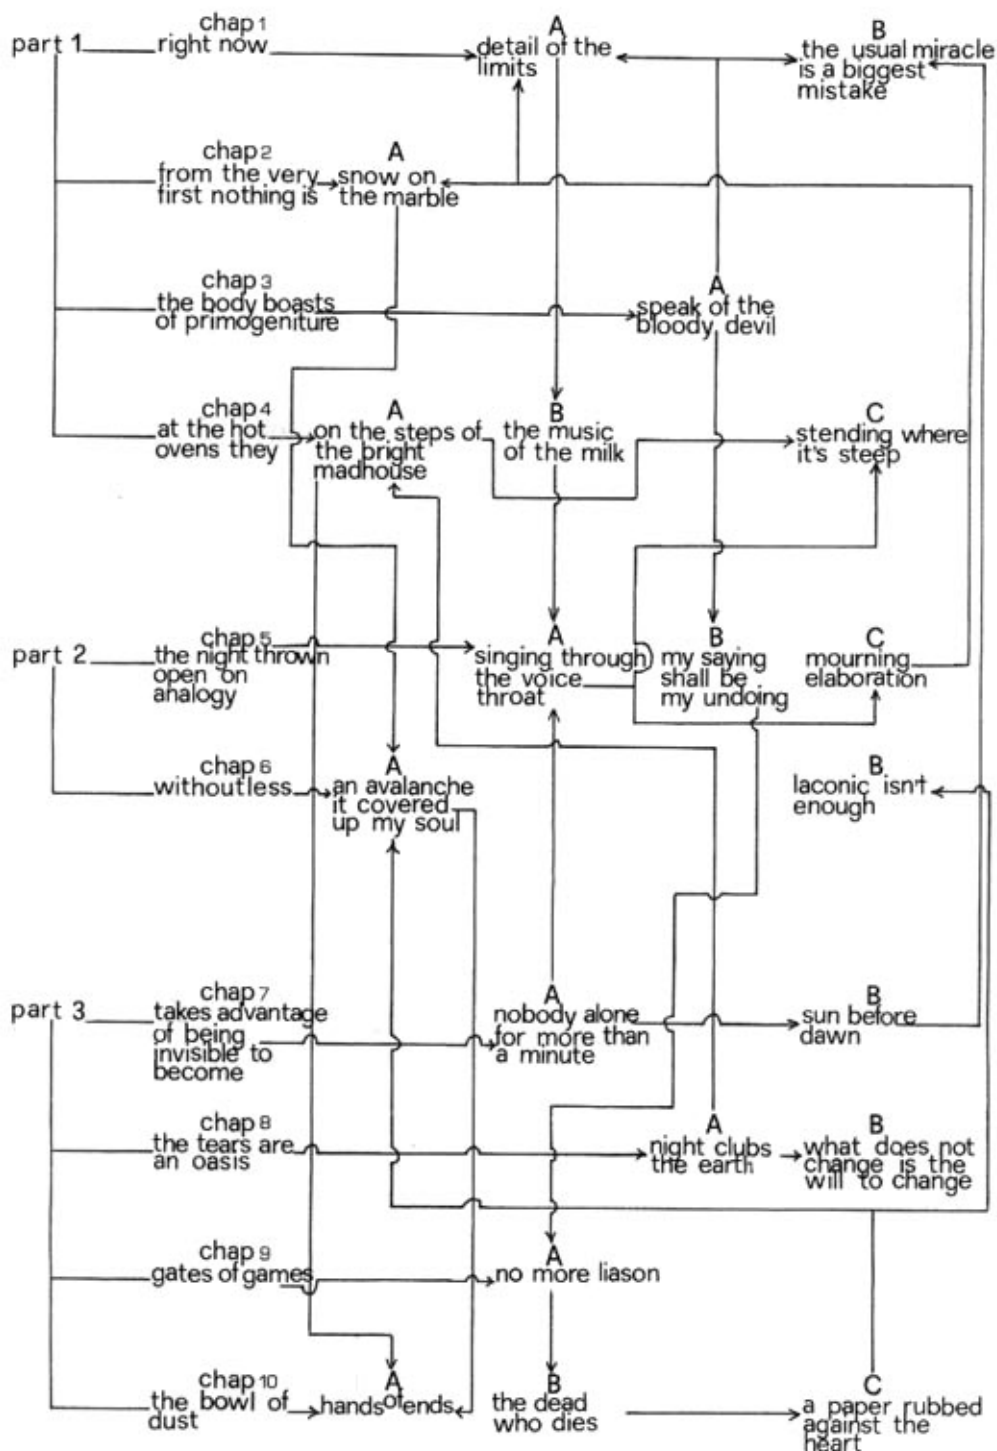 part 1
chap 1
right now
A
detail of the
limits
B
the usual miracle
is a biggest
mistake
chap 2
from the very
first nothing is
A
snow on
the marble
chap 3
the body boasts
of primogeniture
A
speak of the
bloody devil
chap 4
at the hot
ovens they
A
on the steps of
the bright
madhouse
B
the music
of the milk
C
stending where
it's steep
part 2
chap 5
the night thrown
open on
analogy
A
singing through
the voice
throat
B
my saying
shall be
my undoing
C
mourning
elaboration
chap 6
without less
A
an avalanche
it covered
up my soul
B
laconic isn't
enough
part 3
chap 7
takes advantage
of being
invisible to
become
A
nobody alone
for more than
a minute
B
sun before
dawn
chap 8
the tears are
an oasis
A
night clubs
the earth
B
what does not
change is the
will to change
chap 9
gates of games
A
no more liason
chap 10
the bowl of
dust
A
hands of ends
B
the dead
who dies
C
a paper rubbed
against the
heart